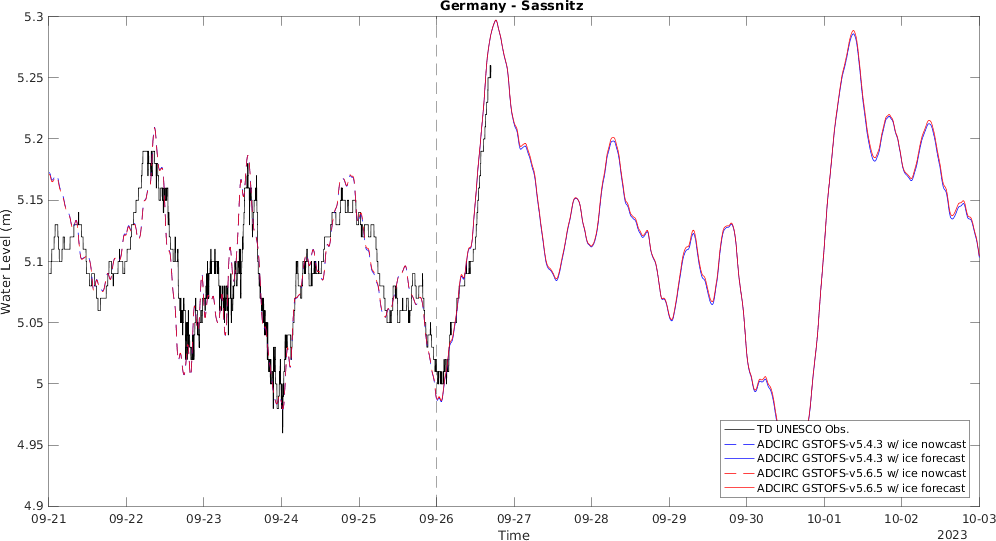 Germany - Sassnitz
5.3
5.25
5.2
5.15
5.1
5.05
5
4.95
4.9
Water Level (m)
TD UNESCO Obs.
ADCIRC GSTOFS-v5.4.3 w/ ice nowcast
ADCIRC GSTOFS-v5.4.3 w/ ice forecast
ADCIRC GSTOFS-v5.6.5 w/ ice nowcast
ADCIRC GSTOFS-v5.6.5 w/ ice forecast
09-21 09-22 09-23 09-24 09-25 09-26 09-27 09-28 09-29 09-30 10-01 10-02 10-03
Time
2023